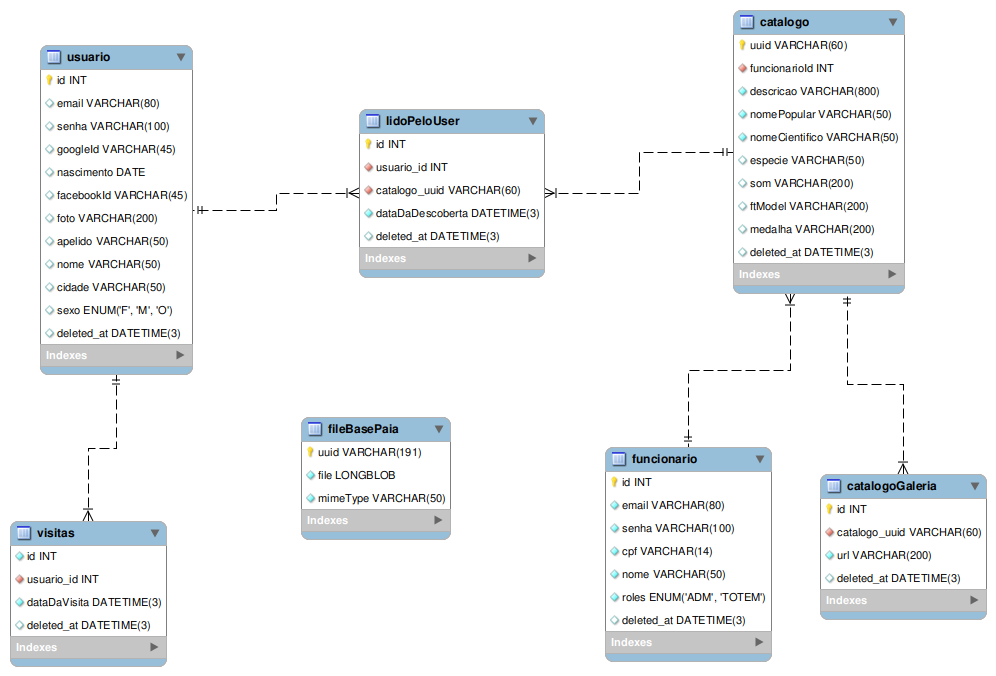 usuario
id INT
email VARCHAR(80)
senha VARCHAR(100)
googleId VARCHAR(45)
nascimento DATE
facebookId VARCHAR(45)
foto VARCHAR(200)
apelido VARCHAR(50)
nome VARCHAR(50)
cidade VARCHAR(50)
sexo ENUM('F', 'M', 'O')
deleted_at DATETIME(3)
Indexes
lidoPeloUser
id INT
usuario_id INT
catalogo_uuid VARCHAR(60)
dataDaDescoberta DATETIME(3)
deleted_at DATETIME(3)
Indexes
catalogo
uuid VARCHAR(60)
funcionarioId INT
descricao VARCHAR(800)
nomePopular VARCHAR(50)
nomeCientifico VARCHAR(50)
especie VARCHAR(50)
som VARCHAR(200)
ftModel VARCHAR(200)
medalha VARCHAR(200)
deleted_at DATETIME(3)
Indexes
visitas
id INT
usuario_id INT
dataDaVisita DATETIME(3)
deleted_at DATETIME(3)
Indexes
fileBasePaia
uuid VARCHAR(191)
file LONGBLOB
mimeType VARCHAR(50)
Indexes
funcionario
id INT
email VARCHAR(80)
senha VARCHAR(100)
cpf VARCHAR(14)
nome VARCHAR(50)
roles ENUM('ADM', 'TOTEM')
deleted_at DATETIME(3)
Indexes
catalogoGaleria
id INT
catalogo_uuid VARCHAR(60)
url VARCHAR(200)
deleted_at DATETIME(3)
Indexes